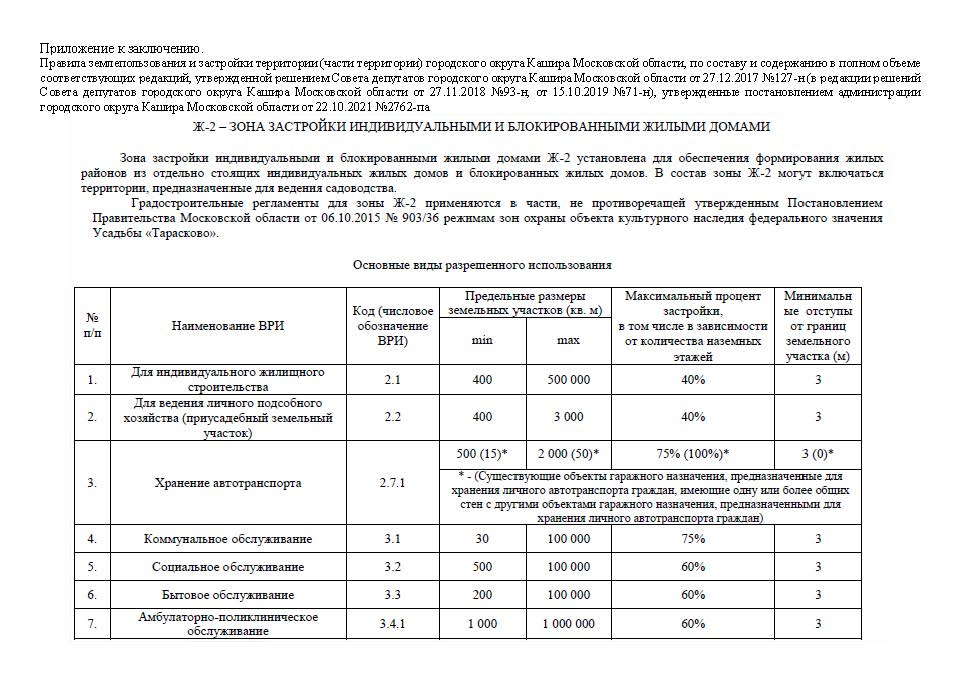 Приложение к заключению.
Правила землепользования и застройки территории (части территории) городского округа Кашира Московской области, по составу и содержанию в полном объеме
соответствующих редакций, утвержденной решением Совета депутатов городского округа Кашира Московской области от 27.12.2017 №127-н (в редакции решений
Совета депутатов городского округа Кашира Московской области от 27.11.2018 №93-н, от 15.10.2019 №71-н), утвержденные постановлением администрации
городского округа Кашира Московской области от 22.10.2021 №2762-па
Ж-2 – ЗОНА ЗАСТРОЙКИ ИНДИВИДУАЛЬНЫМИ И БЛОКИРОВАННЫМИ ЖИЛЫМИ ДОМАМИ
Зона застройки индивидуальными и блокированными жилыми домами Ж-2 установлена для обеспечения формирования жилых
районов из отдельно стоящих индивидуальных жилых домов и блокированных жилых домов. В состав зоны Ж-2 могут включаться
территории, предназначенные для ведения садоводства.
Градостроительные регламенты для зоны Ж-2 применяются в части, не противоречащей утвержденным Постановлением
Правительства Московской области от 06.10.2015 № 903/36 режимам зон охраны объекта культурного наследия федерального значения
Усадьбы «Тарасково».
Основные виды разрешенного использования
№
п/п
Наименование ВРИ
Код (числовое
обозначение
ВРИ)
Предельные размеры
земельных участков (кв. м)
min
max
Максимальный процент
застройки,
в том числе в зависимости
от количества наземных
этажей
Минимальн
ые отступы
от границ
земельного
участка (м)
1.
Для индивидуального жилищного
строительства
2.1
400
500 000
40%
3
2.
Для ведения личного подсобного
хозяйства (приусадебный земельный
участок)
2.2
400
3 000
40%
3
3.
Хранение автотранспорта
2.7.1
500 (15)*
2 000 (50)*
75% (100%)*
3 (0)*
* - (Существующие объекты гаражного назначения, предназначенные для
хранения личного автотранспорта граждан, имеющие одну или более общих
стен с другими объектами гаражного назначения, предназначенными для
хранения личного автотранспорта граждан)
4.
Коммунальное обслуживание
3.1
30
100 000
75%
3
5.
Социальное обслуживание
3.2
500
100 000
60%
3
6.
Бытовое обслуживание
3.3
200
100 000
60%
3
7.
Амбулаторно-поликлиническое
обслуживание
3.4.1
1 000
1 000 000
60%
3